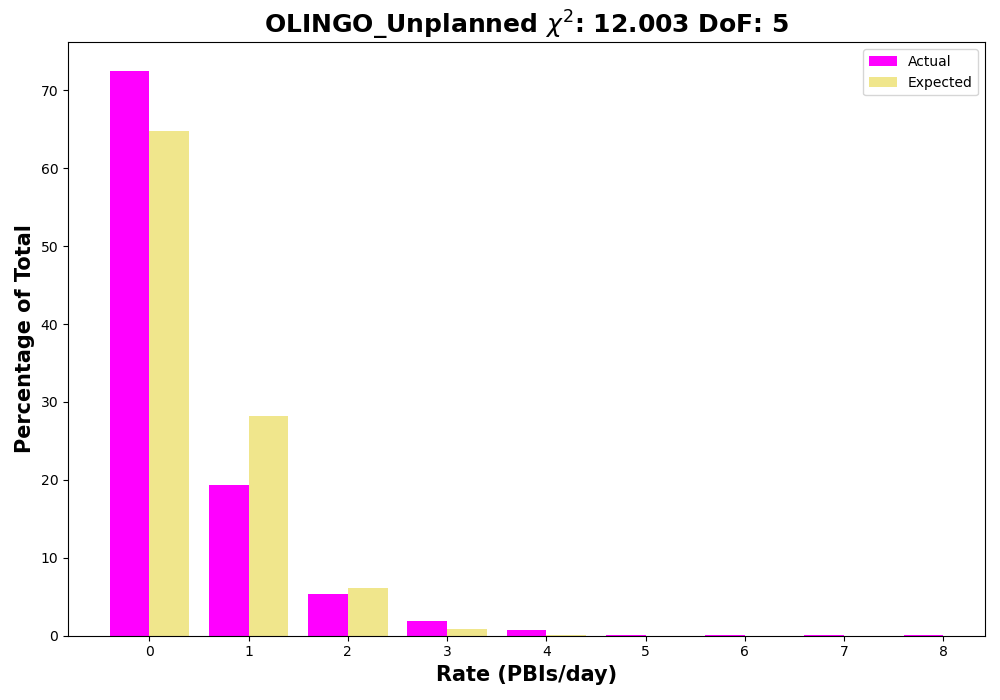 OLINGO_Unplanned χ²: 12.003 DoF: 5
Actual
Expected
Percentage of Total
70
60
50
40
30
20
10
0
0 1 2 3 4 5 6 7 8
Rate (PBIs/day)